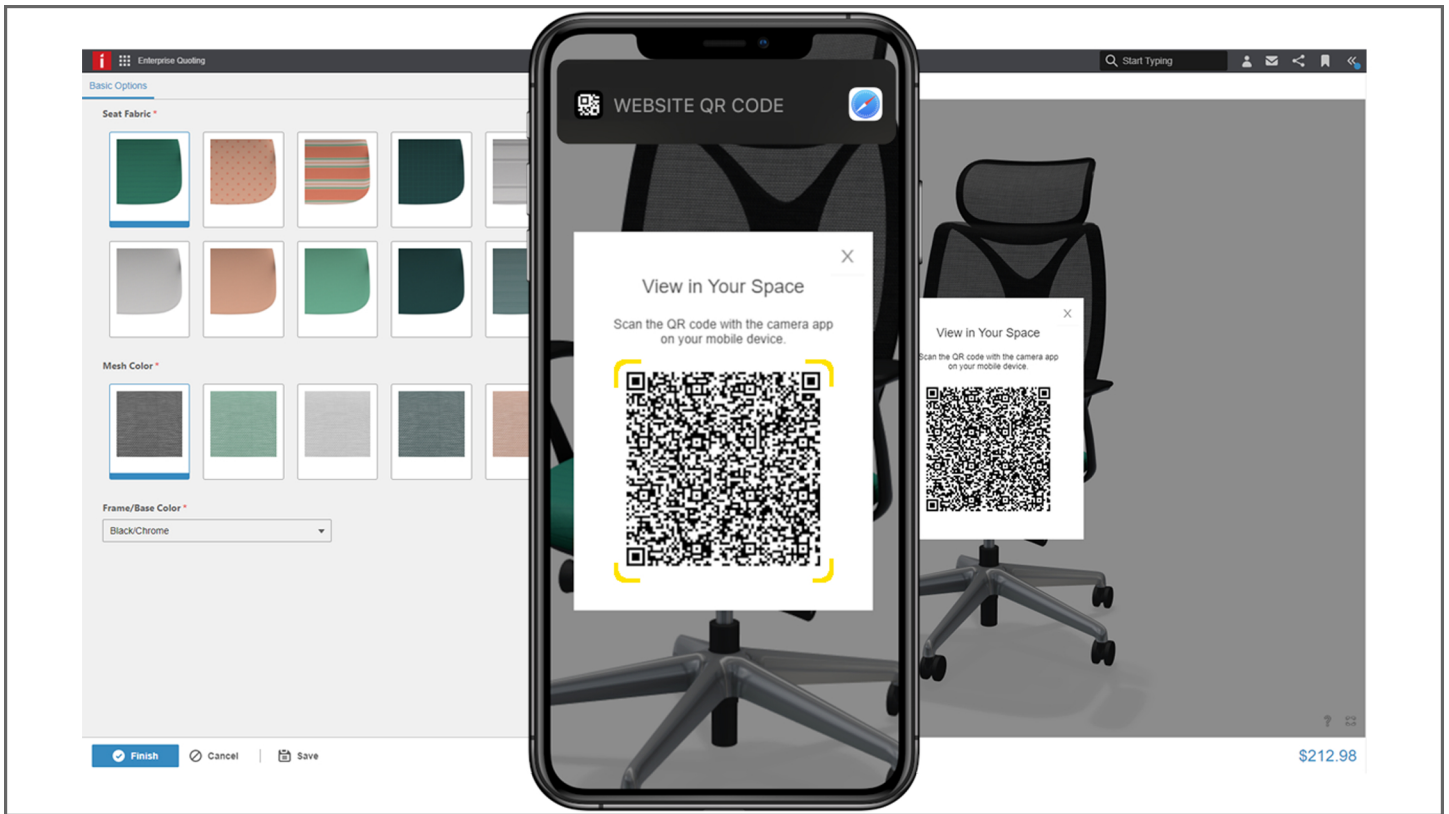 i Enterprise Quoting
Start Typing
Basic Options
Seat Fabric *
Mesh Color *
Frame/Base Color *
Black/Chrome
Finish
Cancel
Save
WEBSITE QR CODE
X
View in Your Space
Scan the QR code with the camera app
on your mobile device.
X
View in Your Space
Scan the QR code with the camera app
on your mobile device.
?
$212.98